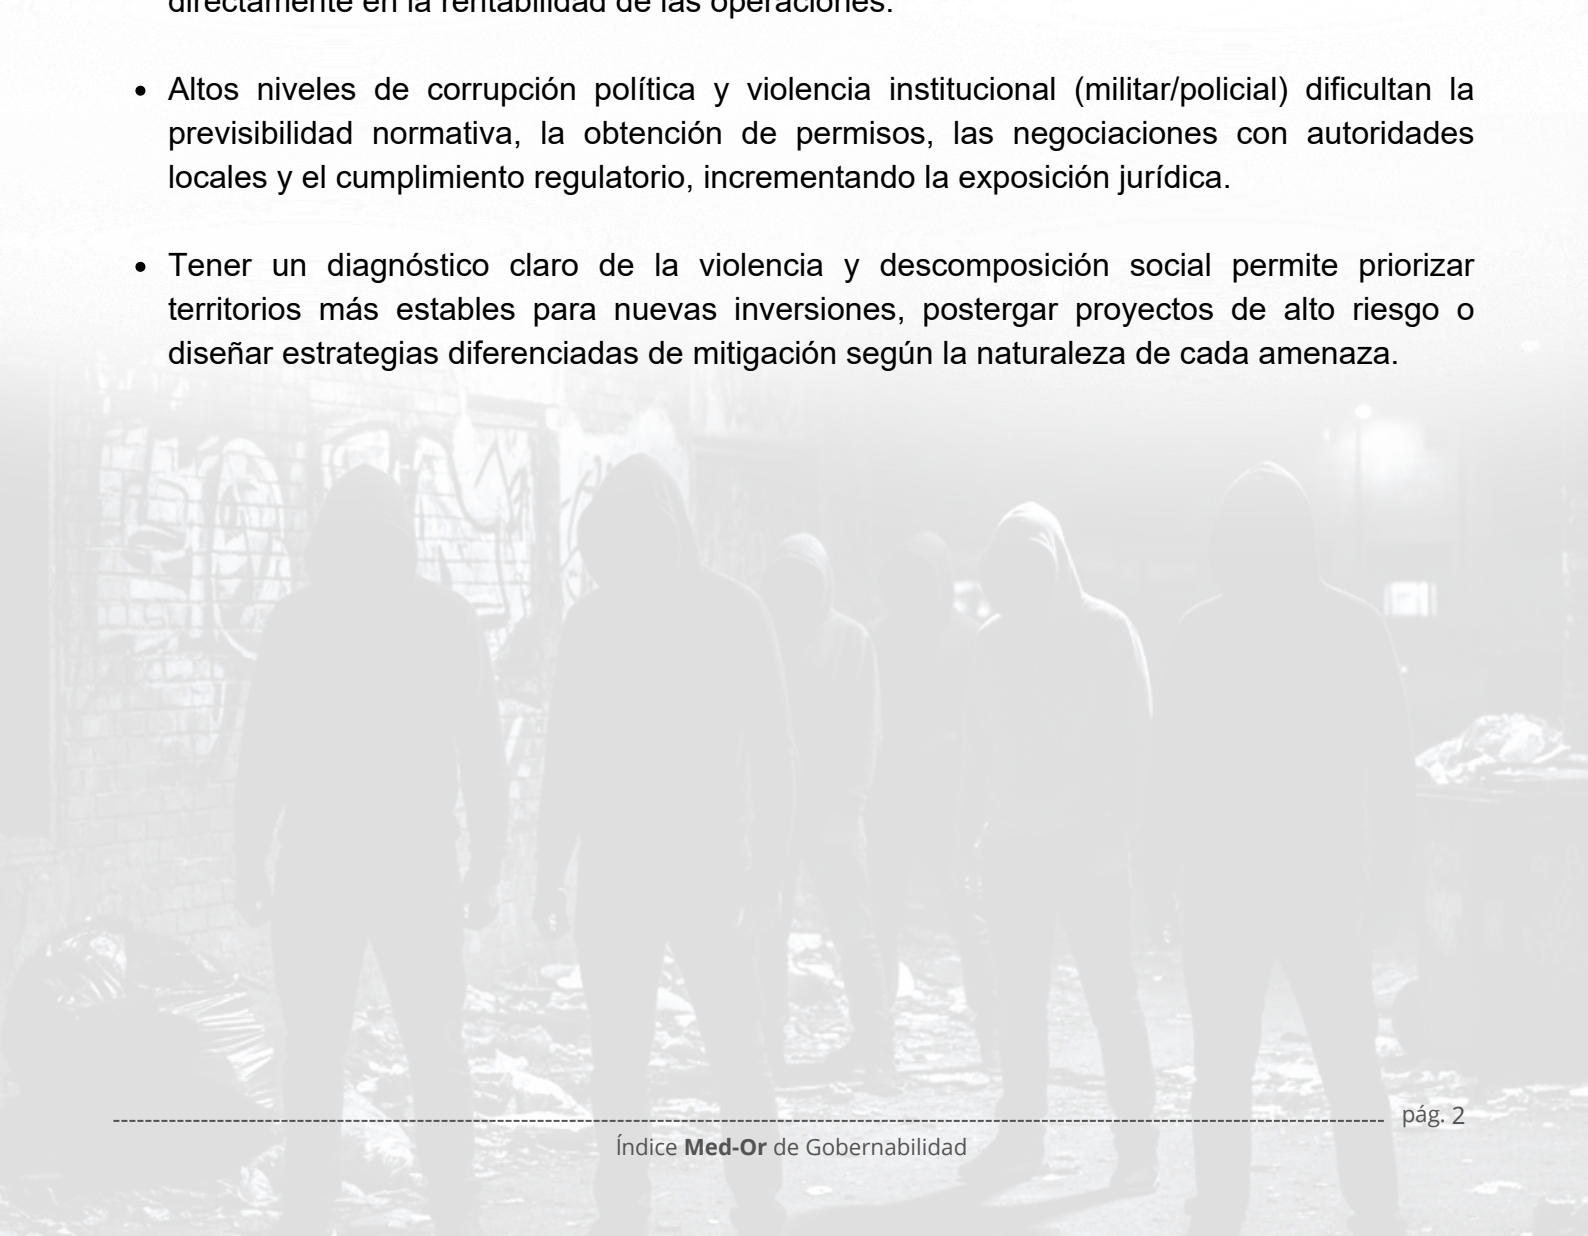 directamente en la rentabilidad de las operaciones.
• Altos niveles de corrupción política y violencia institucional (militar/policial) dificultan la
previsibilidad normativa, la obtención de permisos, las negociaciones con autoridades
locales y el cumplimiento regulatorio, incrementando la exposición jurídica.
• Tener un diagnóstico claro de la violencia y descomposición social permite priorizar
territorios más estables para nuevas inversiones, postergar proyectos de alto riesgo o
diseñar estrategias diferenciadas de mitigación según la naturaleza de cada amenaza.
pág. 2
Índice Med-Or de Gobernabilidad